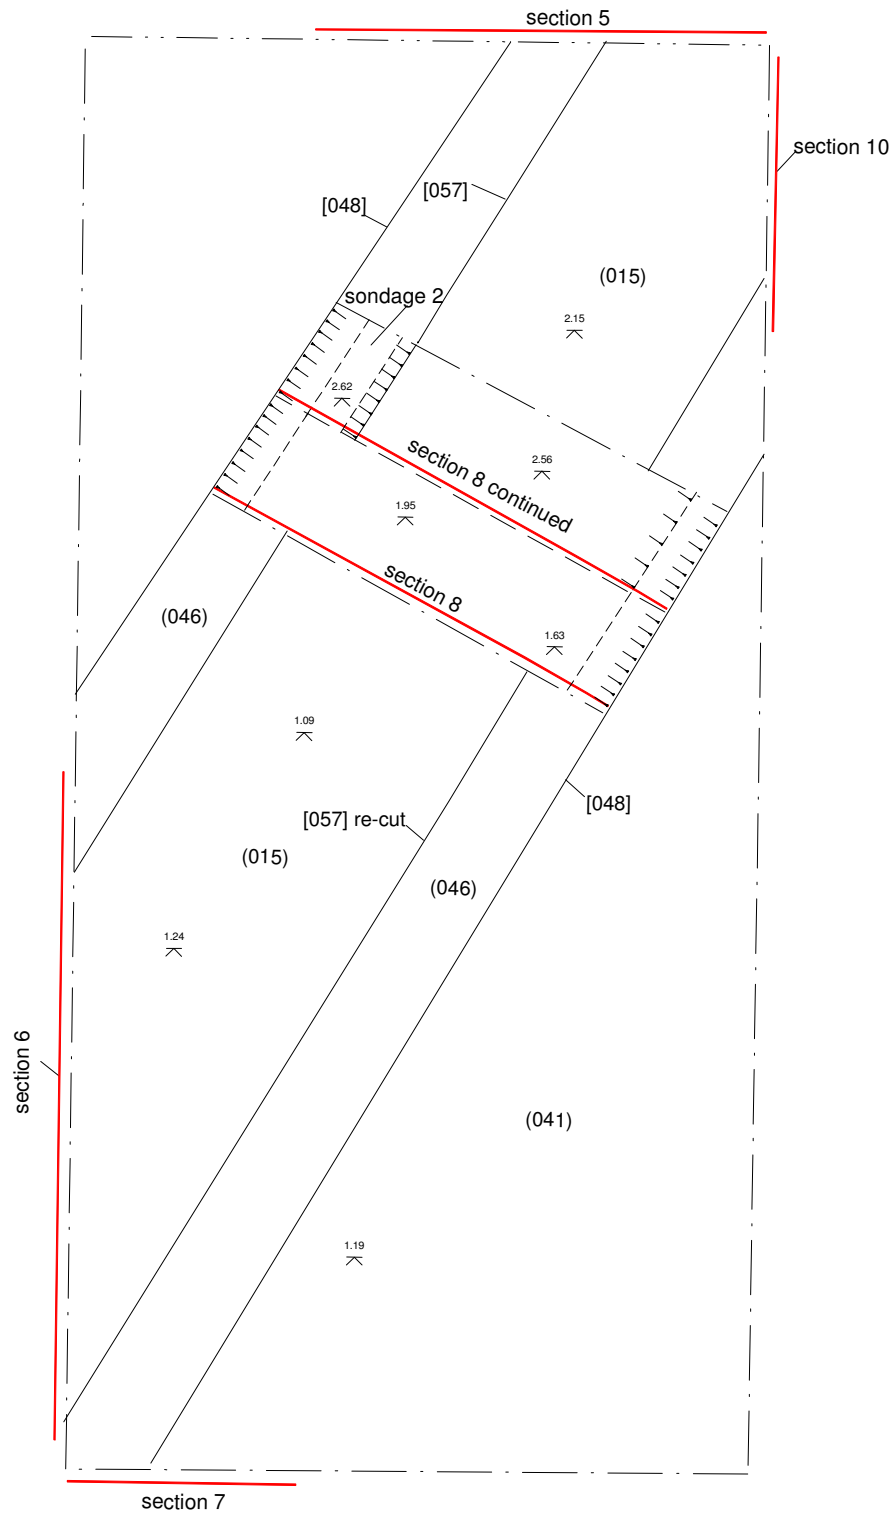 section 5
section 10
[057]
[048]
(015)
sondage 2
2.15
2.62
section 8 continued
2.56
1.95
section 8
(046)
1.63
1.09
[048]
[057] re-cut
(015)
(046)
1.24
section 6
(041)
1.19
section 7